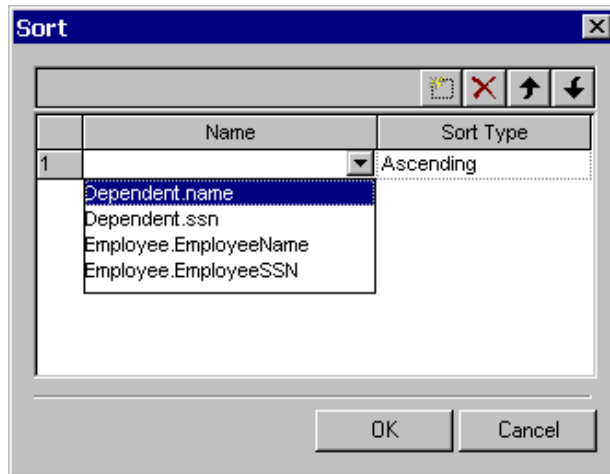 Sort
Name Sort Type
1 Ascending
Dependent.name
Dependent.ssn
Employee.EmployeeName
Employee.EmployeeSSN
OK Cancel